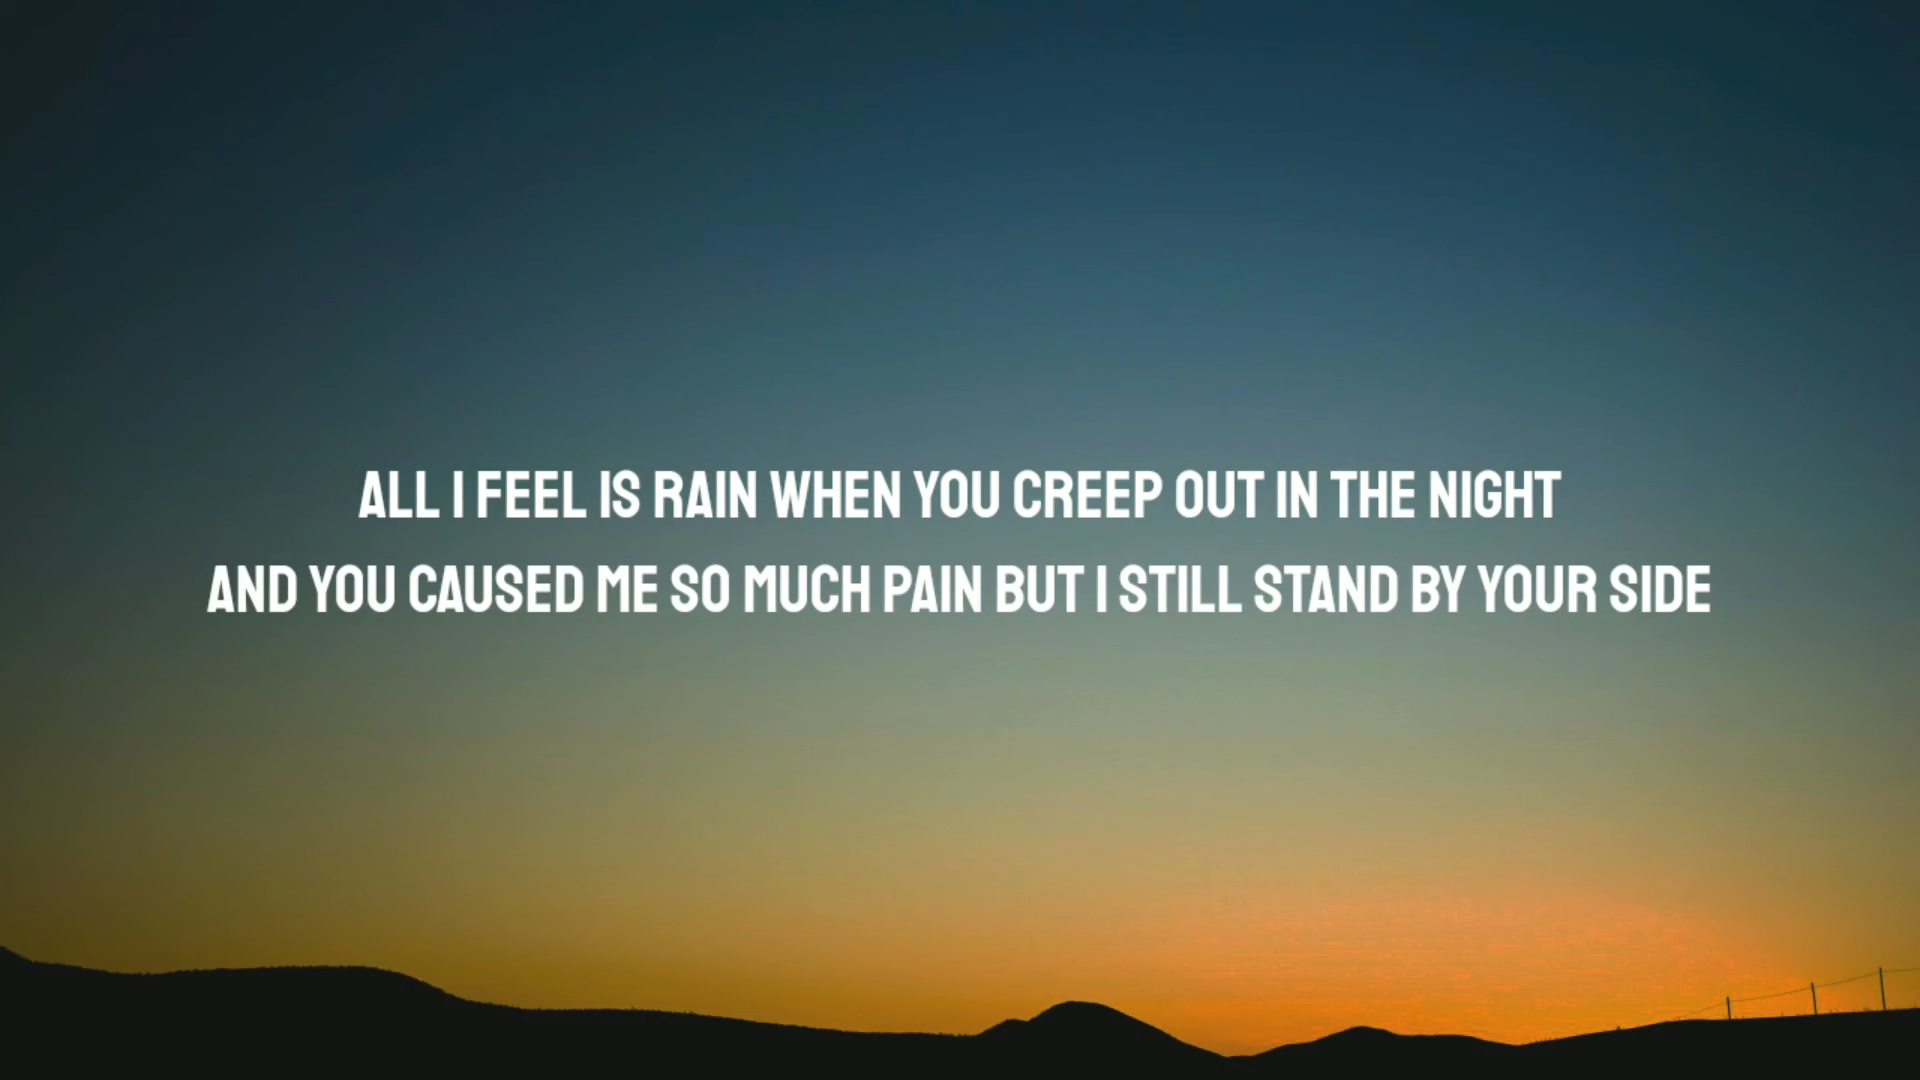 ALL I FEEL IS RAIN WHEN YOU CREEP OUT IN THE NIGHT
AND YOU CAUSED ME SO MUCH PAIN BUT I STILL STAND BY YOUR SIDE